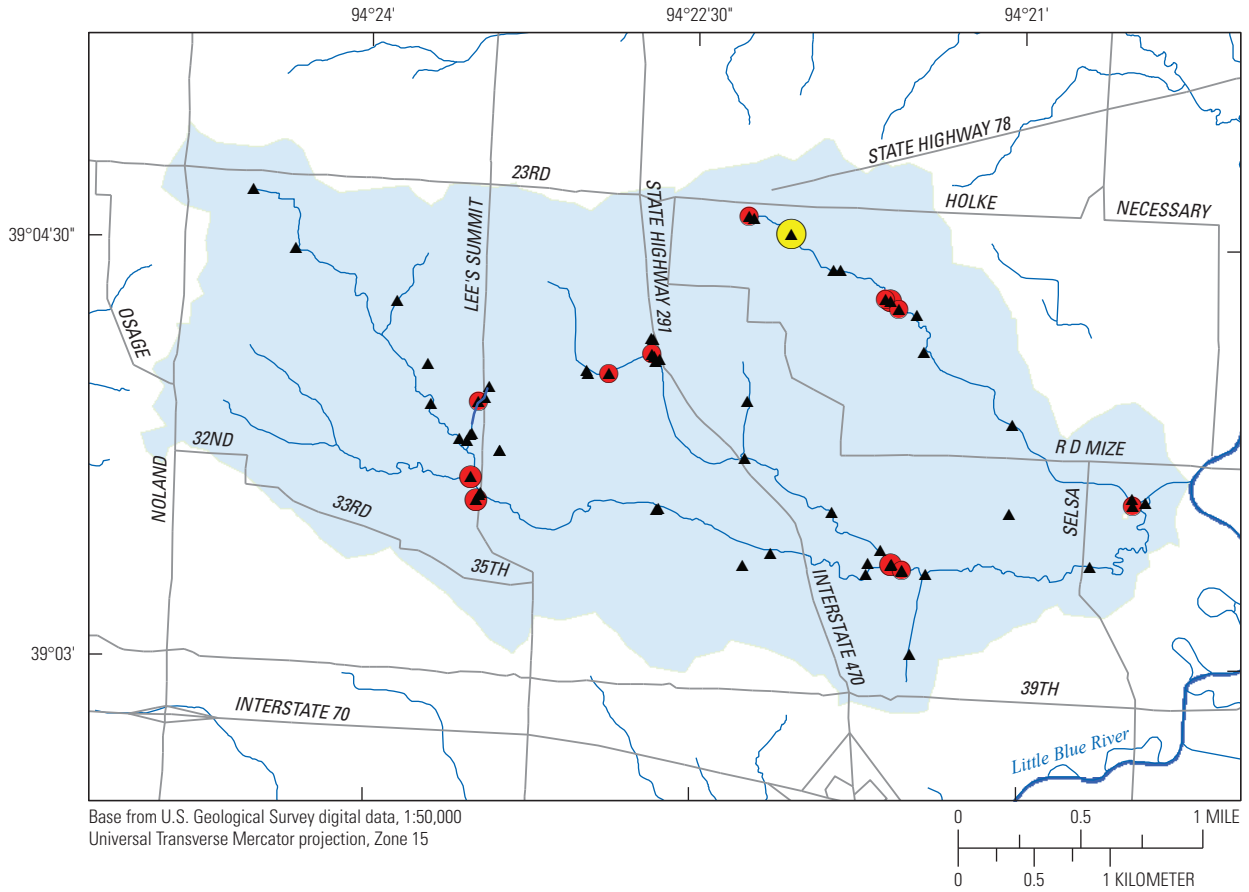 94°24'
94°22'30"
94°21'
STATE HIGHWAY 78
23RD
HOLKE
NECESSARY
LEE'S SUMMIT
STATE HIGHWAY 291
39°04'30"
OSAGE
32ND
NOLAND
33RD
35TH
R D MIZE
SELSA
INTERSTATE 470
39°03'
39TH
INTERSTATE 70
Little Blue River
Base from U.S. Geological Survey digital data, 1:50,000
Universal Transverse Mercator projection, Zone 15
0 0.5 1 MILE
0 0.5 1 KILOMETER